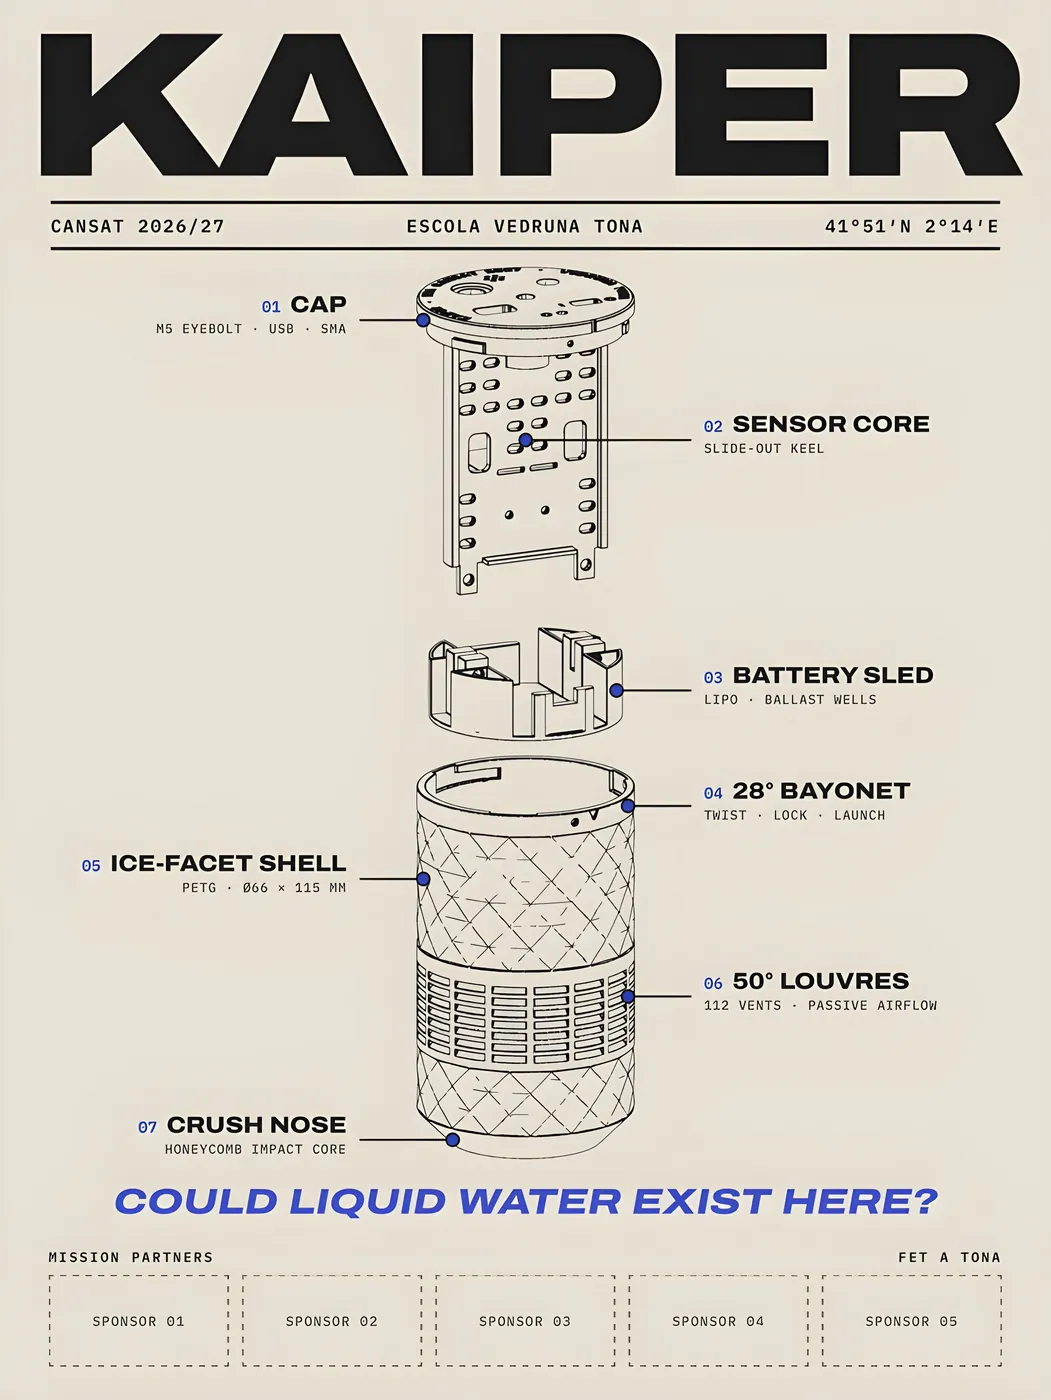 KAIPER
CANSAT 2026/27
ESCOLA VEDRUNA TONA
41°51′N 2°14′E
01 CAP
M5 EYEBOLT · USB · SMA
02 SENSOR CORE
SLIDE-OUT KEEL
03 BATTERY SLED
LIPO · BALLAST WELLS
04 28° BAYONET
TWIST · LOCK · LAUNCH
05 ICE-FACET SHELL
PETG · Ø66 × 115 MM
06 50° LOUVRES
112 VENTS · PASSIVE AIRFLOW
07 CRUSH NOSE
HONEYCOMB IMPACT CORE
COULD LIQUID WATER EXIST HERE?
MISSION PARTNERS
FET A TONA
SPONSOR 01
SPONSOR 02
SPONSOR 03
SPONSOR 04
SPONSOR 05